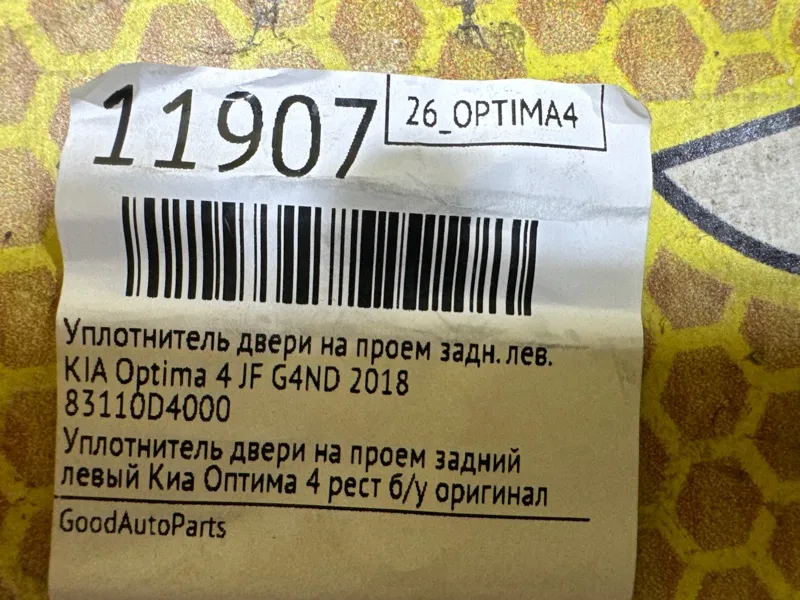 11907
26_OPTIMA4
Уплотнитель двери на проем задн. лев.
KIA Optima 4 JF G4ND 2018
83110D4000
Уплотнитель двери на проем задний
левый Киа Оптима 4 рест б/у оригинал
GoodAutoParts